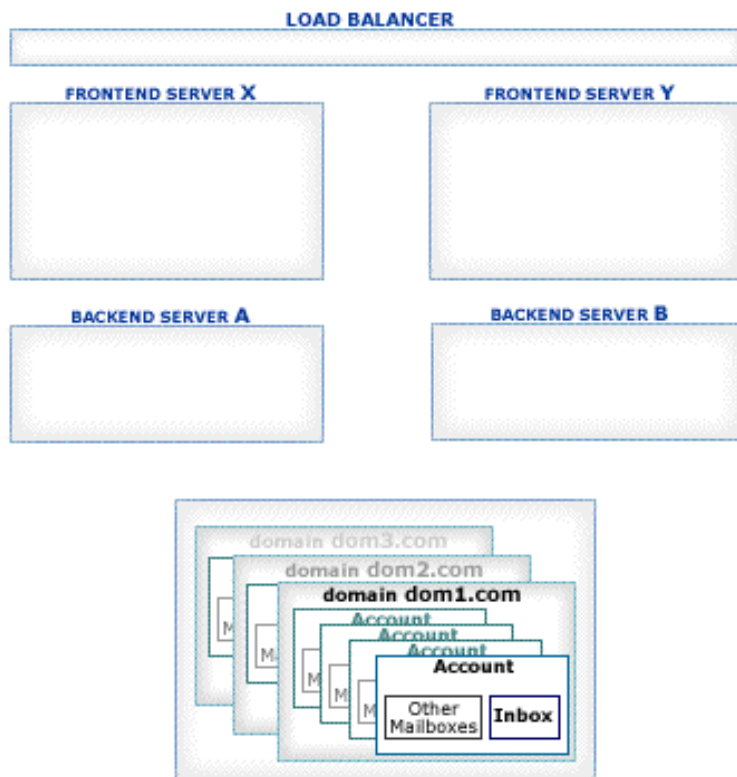 LOAD BALANCER
FRONTEND SERVER X
FRONTEND SERVER Y
BACKEND SERVER A
BACKEND SERVER B
domain dom3.com
domain dom2.com
domain dom1.com
Account
Account
Account
Account
M
M
M
M
M
Other
Mailboxes
Inbox